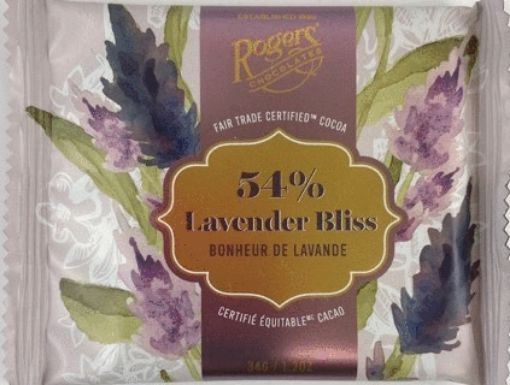 ESTABLISHED 1885
Rogers'
CHOCOLATES
FAIR TRADE CERTIFIED™ COCOA
54%
Lavender Bliss
BONHEUR DE LAVANDE
CERTIFIÉ ÉQUITABLE🅪 CACAO
34G / 1.2OZ